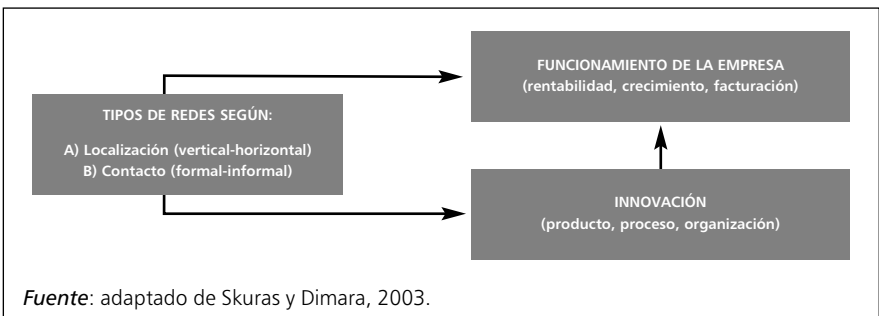 FUNCIONAMIENTO DE LA EMPRESA
(rentabilidad, crecimiento, facturación)
TIPOS DE REDES SEGÚN:
A) Localización (vertical-horizontal)
B) Contacto (formal-informal)
INNOVACIÓN
(producto, proceso, organización)
Fuente: adaptado de Skuras y Dimara, 2003.